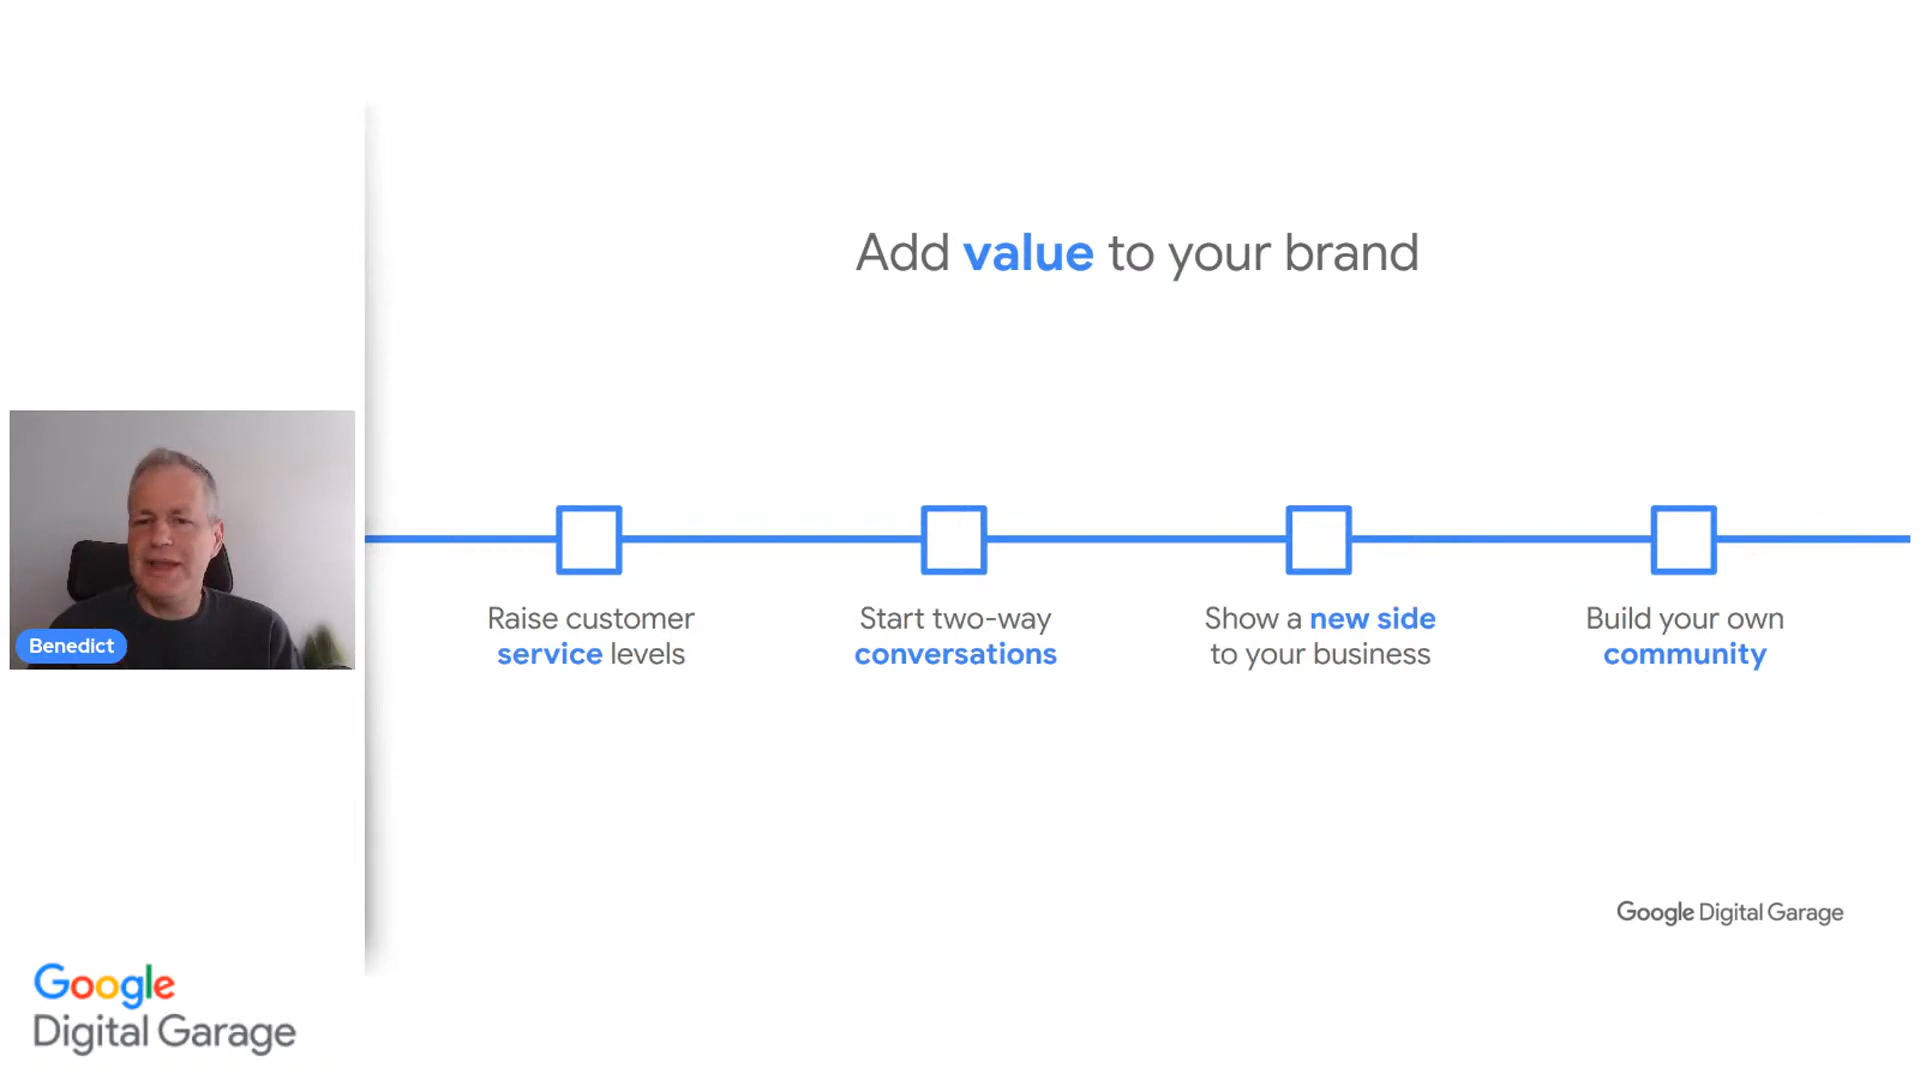 Add value to your brand
Benedict
Raise customer
service levels
Start two-way
conversations
Show a new side
to your business
Build your own
community
Google Digital Garage
Google
Digital Garage